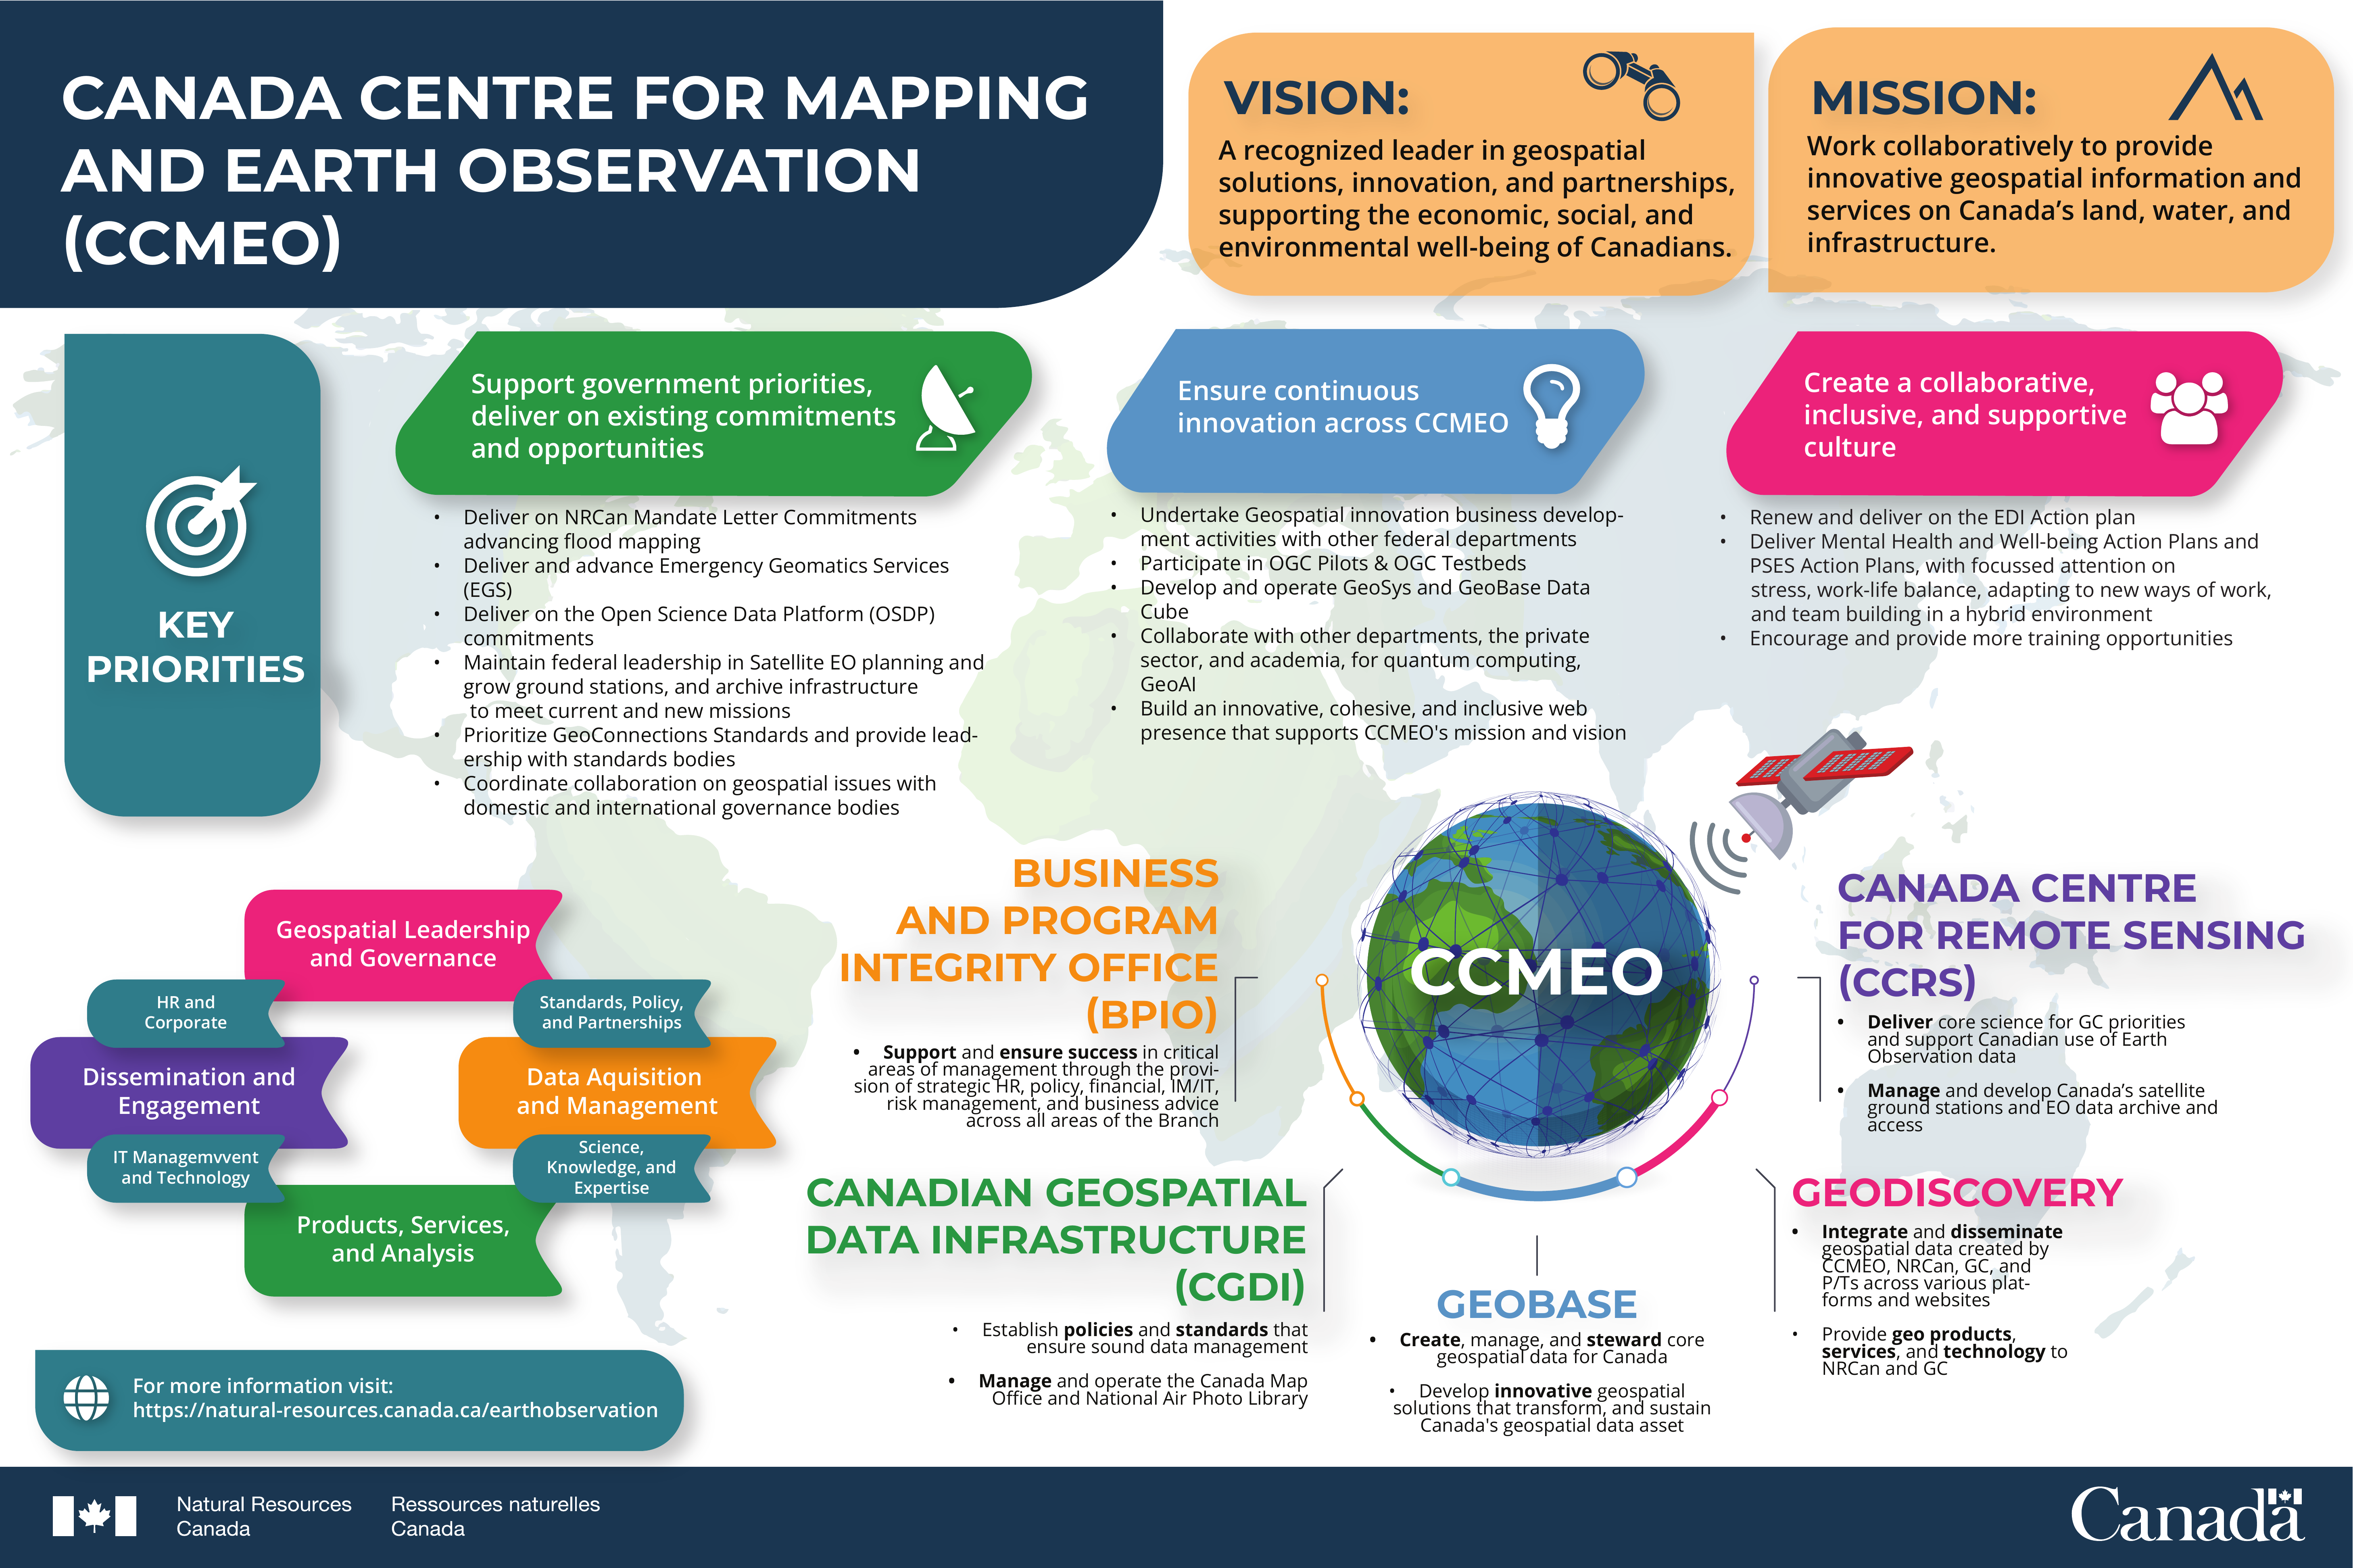 CANADA CENTRE FOR MAPPING
AND EARTH OBSERVATION
(CCMEO)
VISION:
A recognized leader in geospatial
solutions, innovation, and partnerships,
supporting the economic, social, and
environmental well-being of Canadians.
MISSION:
Work collaboratively to provide
innovative geospatial information and
services on Canada’s land, water, and
infrastructure.
KEY
PRIORITIES
Support government priorities,
deliver on existing commitments
and opportunities
• Deliver on NRCan Mandate Letter Commitments
advancing flood mapping
• Deliver and advance Emergency Geomatics Services
(EGS)
• Deliver on the Open Science Data Platform (OSDP)
commitments
• Maintain federal leadership in Satellite EO planning and
grow ground stations, and archive infrastructure
to meet current and new missions
• Prioritize GeoConnections Standards and provide lead-
ership with standards bodies
• Coordinate collaboration on geospatial issues with
domestic and international governance bodies
Ensure continuous
innovation across CCMEO
• Undertake Geospatial innovation business develop-
ment activities with other federal departments
• Participate in OGC Pilots & OGC Testbeds
• Develop and operate GeoSys and GeoBase Data
Cube
• Collaborate with other departments, the private
sector, and academia, for quantum computing,
GeoAI
• Build an innovative, cohesive, and inclusive web
presence that supports CCMEO's mission and vision
Create a collaborative,
inclusive, and supportive
culture
• Renew and deliver on the EDI Action plan
• Deliver Mental Health and Well-being Action Plans and
PSES Action Plans, with focussed attention on
stress, work-life balance, adapting to new ways of work,
and team building in a hybrid environment
• Encourage and provide more training opportunities
Geospatial Leadership
and Governance
HR and
Corporate
Standards, Policy,
and Partnerships
Dissemination and
Engagement
Data Aquisition
and Management
IT Managemvvent
and Technology
Science,
Knowledge, and
Expertise
Products, Services,
and Analysis
BUSINESS
AND PROGRAM
INTEGRITY OFFICE
(BPIO)
• Support and ensure success in critical
areas of management through the provi-
sion of strategic HR, policy, financial, IM/IT,
risk management, and business advice
across all areas of the Branch
CCMEO
CANADA CENTRE
FOR REMOTE SENSING
(CCRS)
• Deliver core science for GC priorities
and support Canadian use of Earth
Observation data
• Manage and develop Canada’s satellite
ground stations and EO data archive and
access
CANADIAN GEOSPATIAL
DATA INFRASTRUCTURE
(CGDI)
• Establish policies and standards that
ensure sound data management
• Manage and operate the Canada Map
Office and National Air Photo Library
GEOBASE
• Create, manage, and steward core
geospatial data for Canada
• Develop innovative geospatial
solutions that transform, and sustain
Canada's geospatial data asset
GEODISCOVERY
• Integrate and disseminate
geospatial data created by
CCMEO, NRCan, GC, and
P/Ts across various plat-
forms and websites
• Provide geo products,
services, and technology to
NRCan and GC
For more information visit:
https://natural-resources.canada.ca/earthobservation
Natural Resources
Canada
Ressources naturelles
Canada
Canada